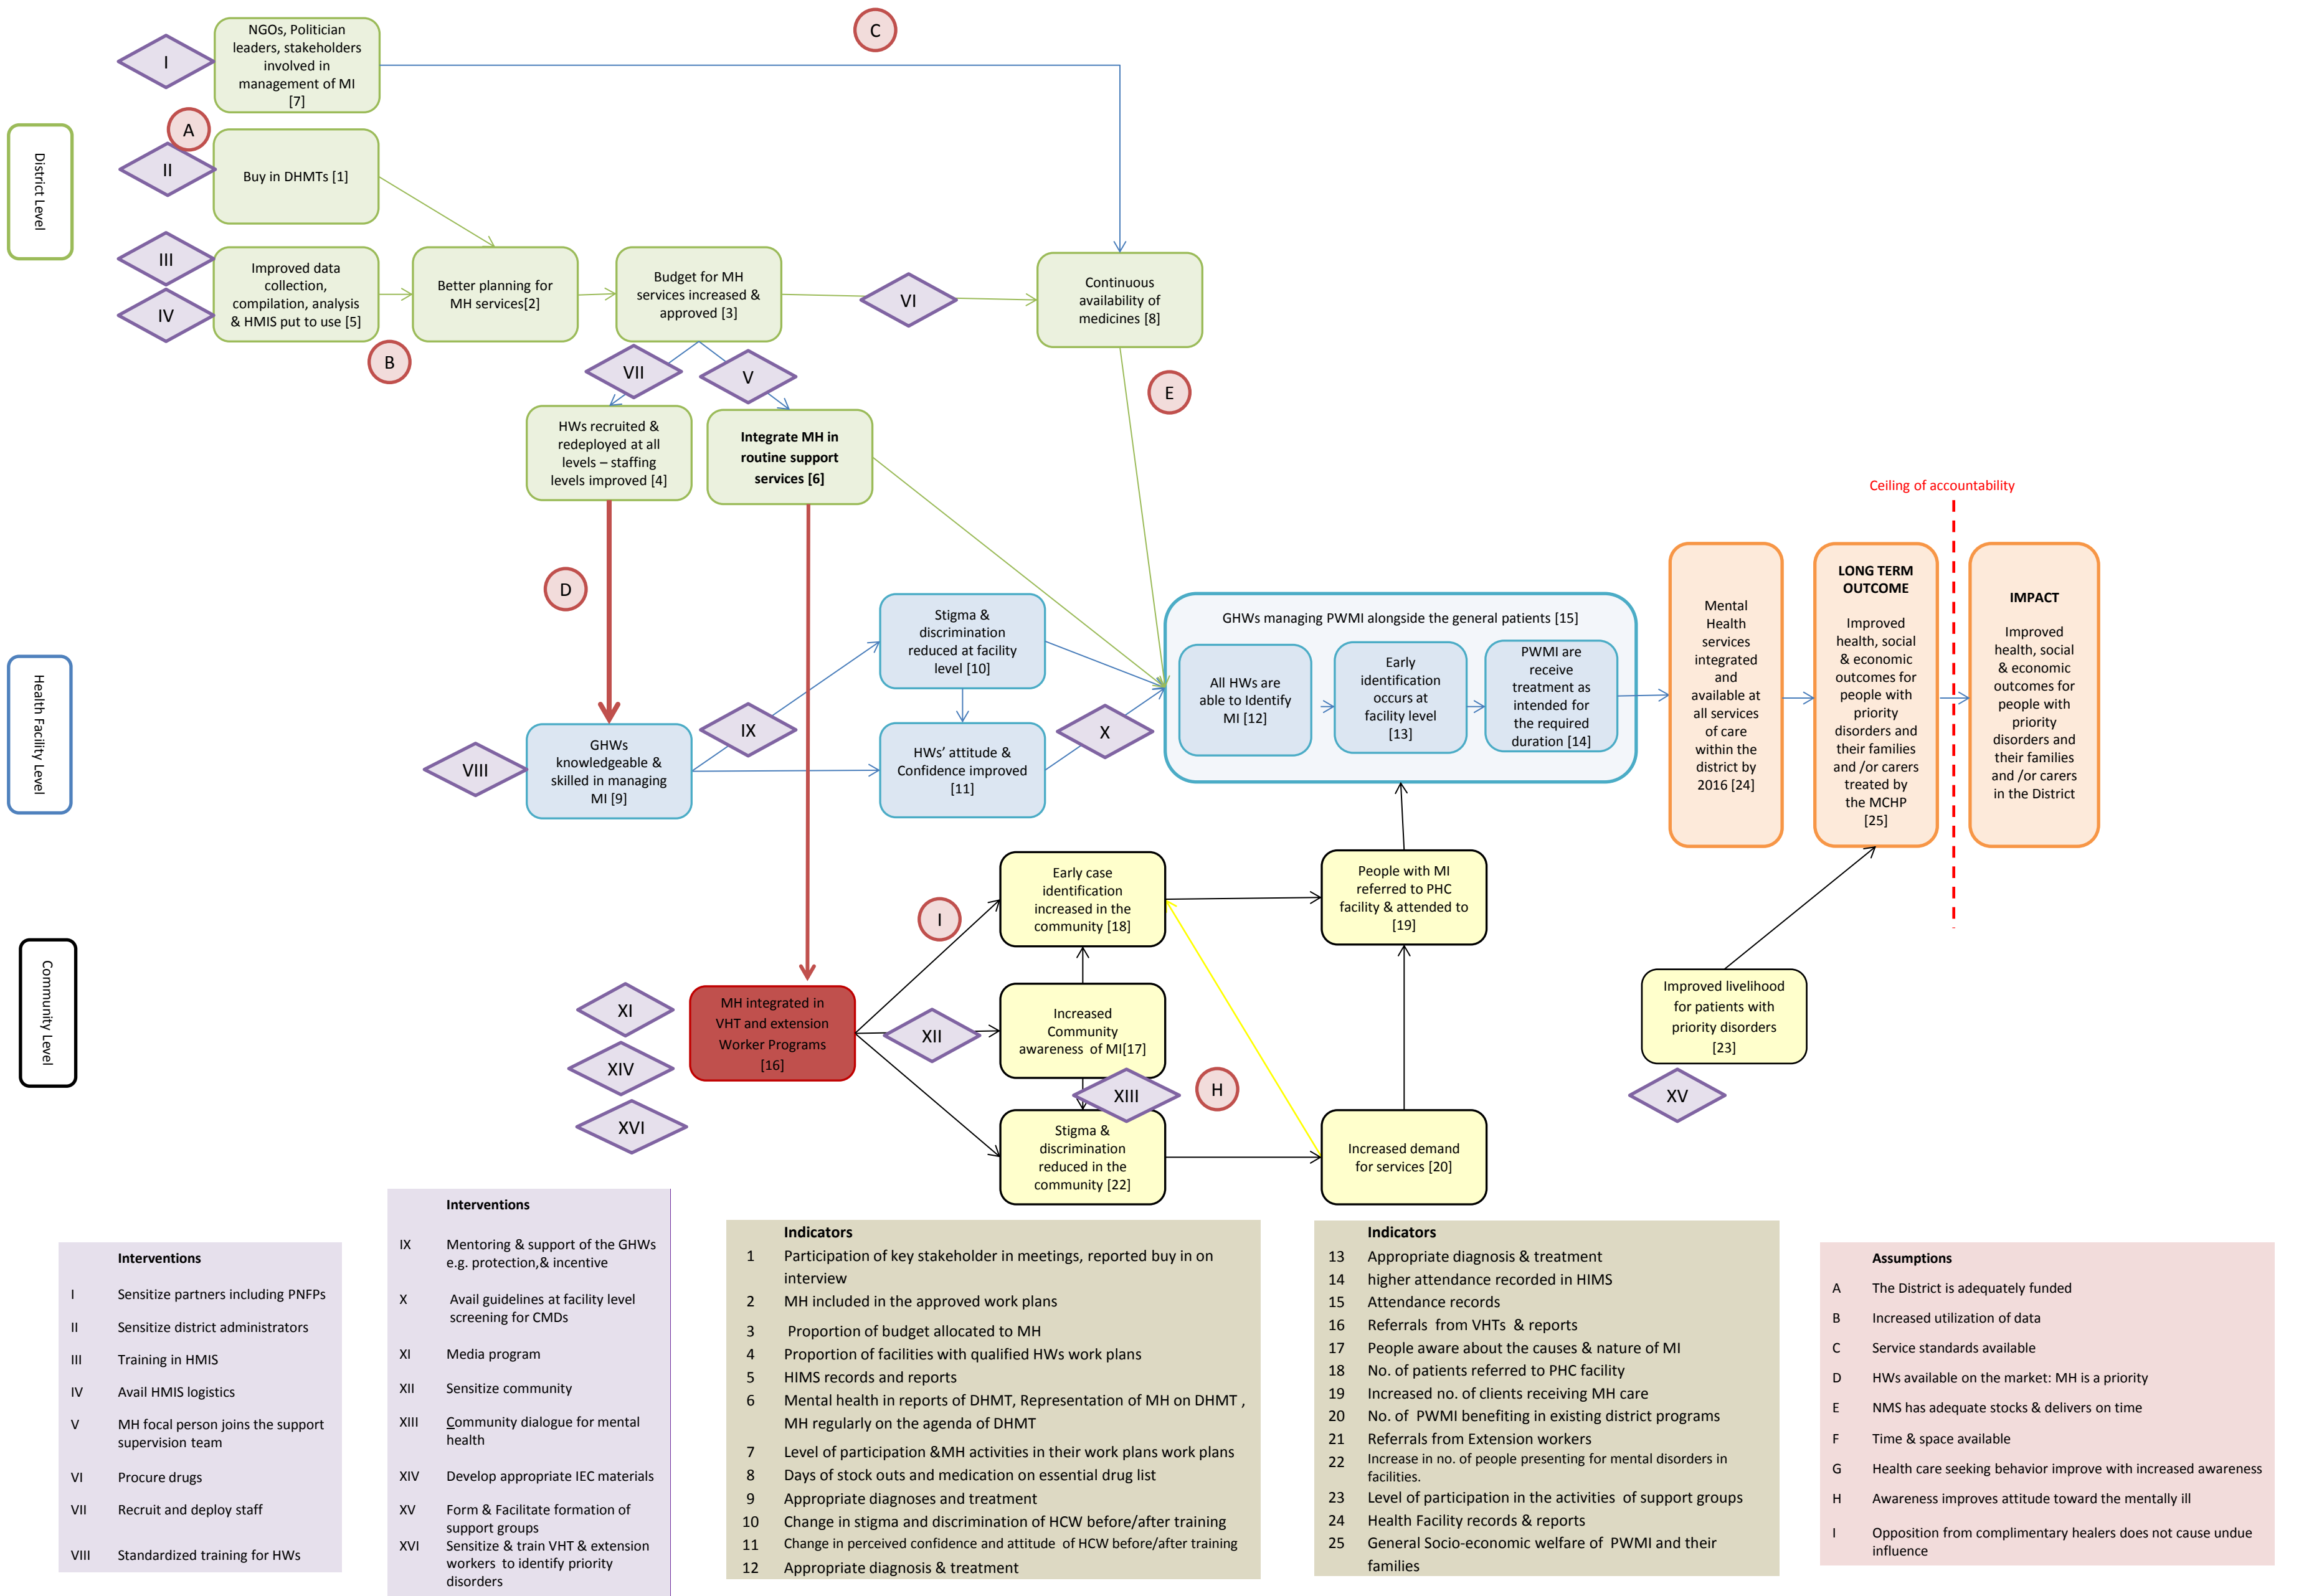 C
I
NGOs, Politician
leaders, stakeholders
involved in
management of MI
[7]
A
II
Buy in DHMTs [1]
District Level
III
IV
Improved data
collection,
compilation, analysis
& HMIS put to use [5]
Better planning for
MH services[2]
Budget for MH
services increased &
approved [3]
VI
Continuous
availability of
medicines [8]
B
VII
V
E
HWs recruited &
redeployed at all
levels – staffing
levels improved [4]
Integrate MH in
routine support
services [6]
Ceiling of accountability
D
Health Facility Level
Stigma &
discrimination
reduced at facility
level [10]
GHWs managing PWMI alongside the general patients [15]
All HWs are
able to Identify
MI [12]
Early
identification
occurs at
facility level
[13]
PWMI are
receive
treatment as
intended for
the required
duration [14]
Mental
Health
services
integrated
and
available at
all services
of care
within the
district by
2016 [24]
LONG TERM
OUTCOME
Improved
health, social
& economic
outcomes for
people with
priority
disorders and
their families
and /or carers
treated by
the MCHP
[25]
IMPACT
Improved
health, social
& economic
outcomes for
people with
priority
disorders and
their families
and /or carers
in the District
VIII
GHWs
knowledgeable &
skilled in managing
MI [9]
IX
HWs' attitude &
Confidence improved
[11]
X
Community Level
I
Early case
identification
increased in the
community [18]
People with MI
referred to PHC
facility & attended to
[19]
XI
XIV
XVI
MH integrated in
VHT and extension
Worker Programs
[16]
XII
Increased
Community
awareness of MI[17]
XIII
H
Stigma &
discrimination
reduced in the
community [22]
Increased demand
for services [20]
Improved livelihood
for patients with
priority disorders
[23]
XV
Interventions
I Sensitize partners including PNFPs
II Sensitize district administrators
III Training in HMIS
IV Avail HMIS logistics
V MH focal person joins the support
supervision team
VI Procure drugs
VII Recruit and deploy staff
VIII Standardized training for HWs
Interventions
IX Mentoring & support of the GHWs
e.g. protection,& incentive
X Avail guidelines at facility level
screening for CMDs
XI Media program
XII Sensitize community
XIII Community dialogue for mental
health
XIV Develop appropriate IEC materials
XV Form & Facilitate formation of
support groups
XVI Sensitize & train VHT & extension
workers to identify priority
disorders
Indicators
1 Participation of key stakeholder in meetings, reported buy in on
interview
2 MH included in the approved work plans
3 Proportion of budget allocated to MH
4 Proportion of facilities with qualified HWs work plans
5 HIMS records and reports
6 Mental health in reports of DHMT, Representation of MH on DHMT ,
MH regularly on the agenda of DHMT
7 Level of participation &MH activities in their work plans work plans
8 Days of stock outs and medication on essential drug list
9 Appropriate diagnoses and treatment
10 Change in stigma and discrimination of HCW before/after training
11 Change in perceived confidence and attitude of HCW before/after training
12 Appropriate diagnosis & treatment
Indicators
13 Appropriate diagnosis & treatment
14 higher attendance recorded in HIMS
15 Attendance records
16 Referrals from VHTs & reports
17 People aware about the causes & nature of MI
18 No. of patients referred to PHC facility
19 Increased no. of clients receiving MH care
20 No. of PWMI benefiting in existing district programs
21 Referrals from Extension workers
22 Increase in no. of people presenting for mental disorders in
facilities.
23 Level of participation in the activities of support groups
24 Health Facility records & reports
25 General Socio-economic welfare of PWMI and their
families
Assumptions
A The District is adequately funded
B Increased utilization of data
C Service standards available
D HWs available on the market: MH is a priority
E NMS has adequate stocks & delivers on time
F Time & space available
G Health care seeking behavior improve with increased awareness
H Awareness improves attitude toward the mentally ill
I Opposition from complimentary healers does not cause undue
influence